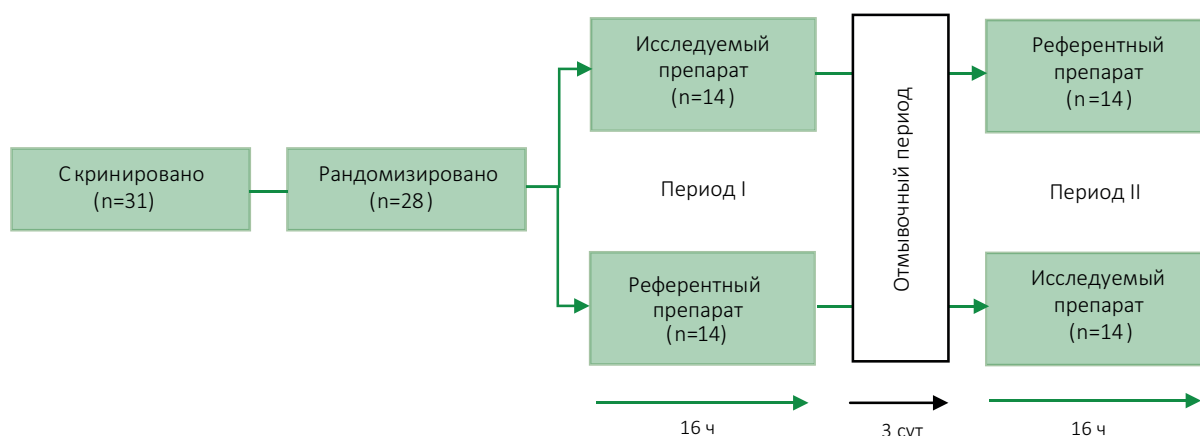 Скринировано
(n=31)
Рандомизировано
(n=28)
Исследуемый
препарат
(n=14)
Период I
Референтный
препарат
(n=14)
Отмывочный период
Референтный
препарат
(n=14)
Период II
Исследуемый
препарат
(n=14)
16 ч
3 сут
16 ч